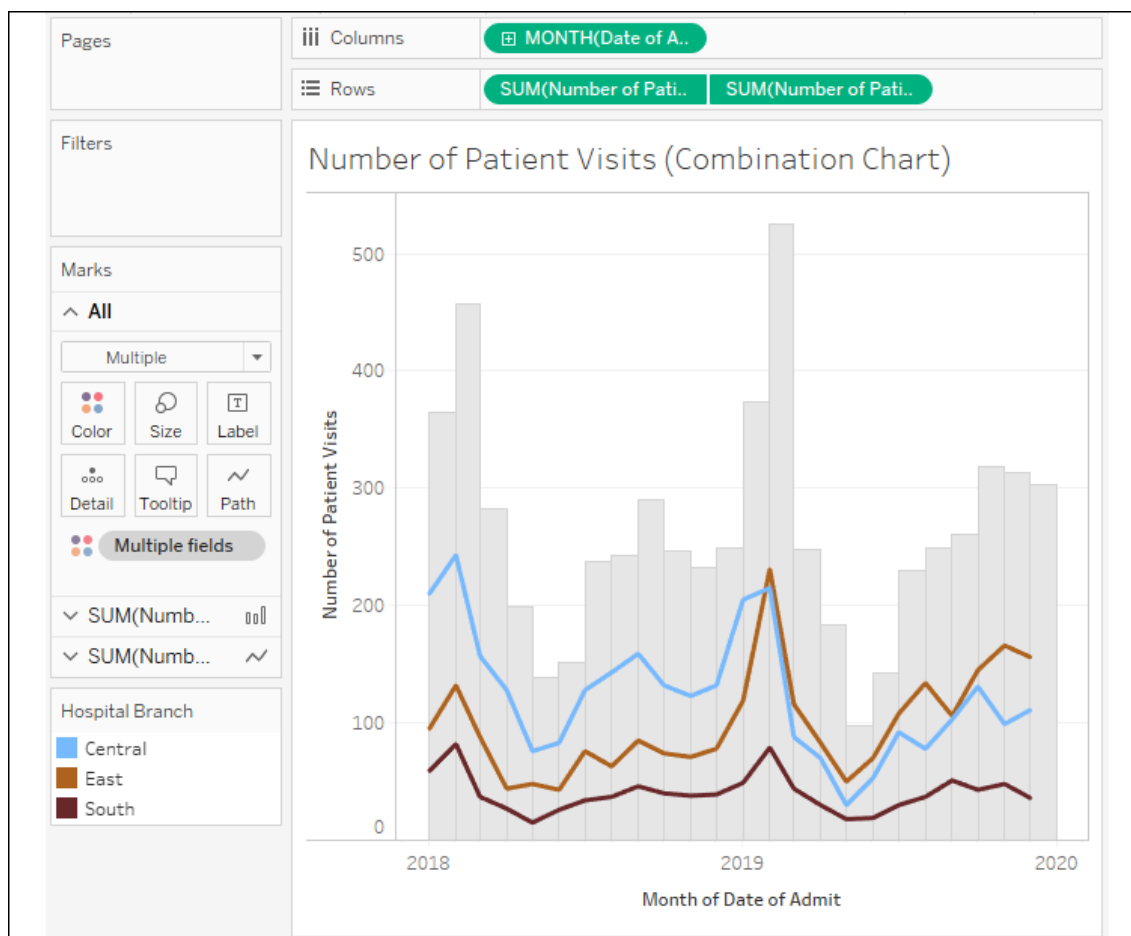 Pages
Columns
MONTH(Date of A..
Rows
SUM(Number of Pati..
SUM(Number of Pati..
Filters
Marks
All
Multiple
Color
Size
Label
Detail
Tooltip
Path
Multiple fields
SUM(Numb...
SUM(Numb...
Hospital Branch
Central
East
South
Number of Patient Visits (Combination Chart)
Number of Patient Visits
500
400
300
200
100
0
2018
2019
2020
Month of Date of Admit